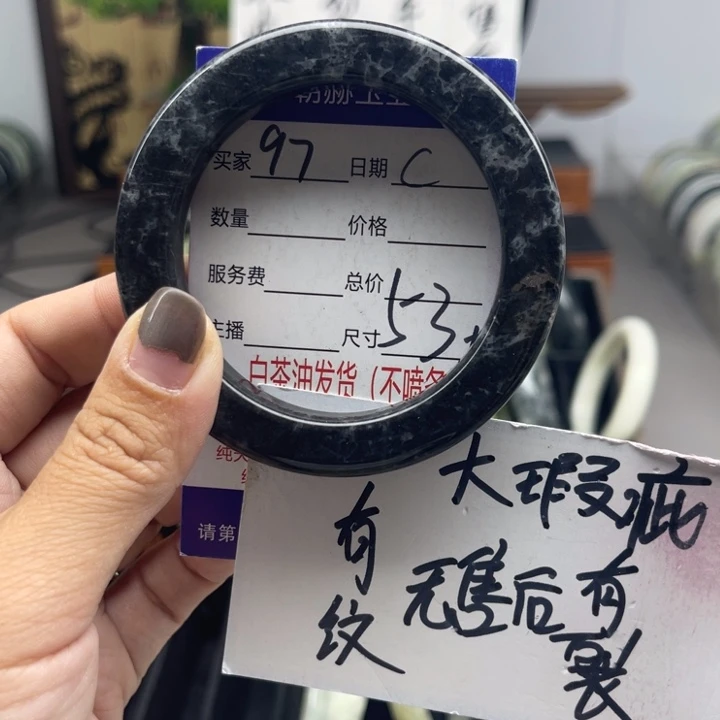 买家 97 日期 C
数量 价格
服务费 总价
主播 尺寸 53+
白茶油发货（不喷
请第
大瑕疵
有纹
无售后有裂